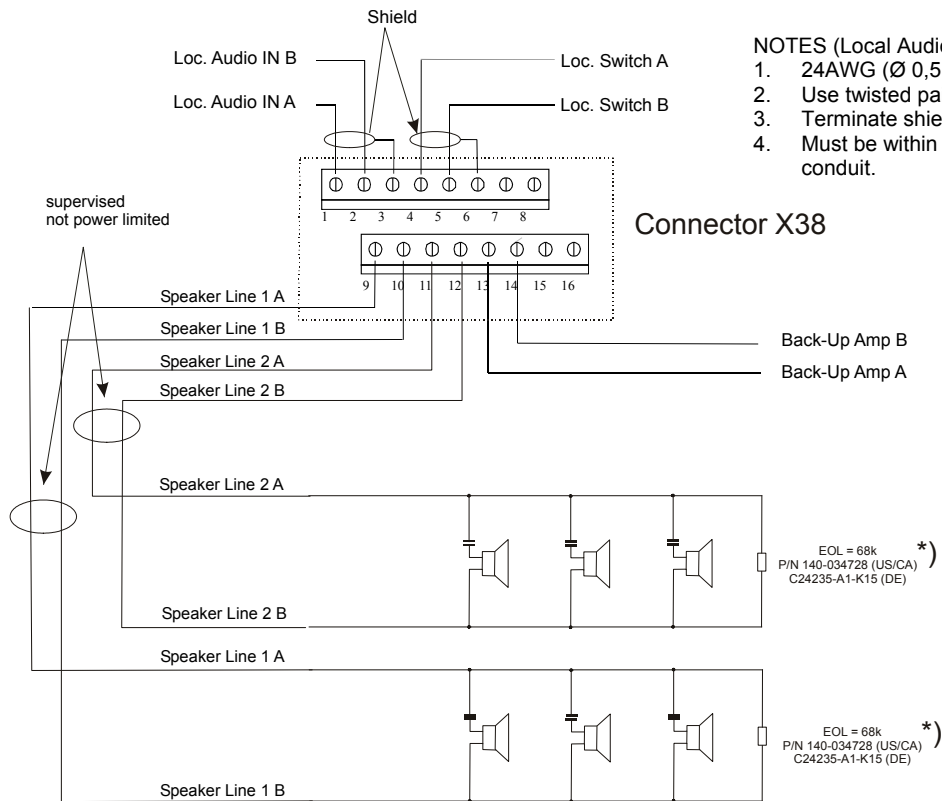 Shield
Loc. Audio IN B
Loc. Switch A
Loc. Audio IN A
Loc. Switch B
NOTES (Local Audio
1. 24AWG (Ø 0,5
2. Use twisted pa
3. Terminate shie
4. Must be within
conduit.
1 2 3 4 5 6 7 8
Connector X38
supervised
not power limited
9 10 11 12 13 14 15 16
Speaker Line 1 A
Speaker Line 1 B
Speaker Line 2 A
Speaker Line 2 B
Back-Up Amp B
Back-Up Amp A
Speaker Line 2 A
EOL = 68k *)
P/N 140-034728 (US/CA)
C24235-A1-K15 (DE)
Speaker Line 2 B
Speaker Line 1 A
EOL = 68k *)
P/N 140-034728 (US/CA)
C24235-A1-K15 (DE)
Speaker Line 1 B